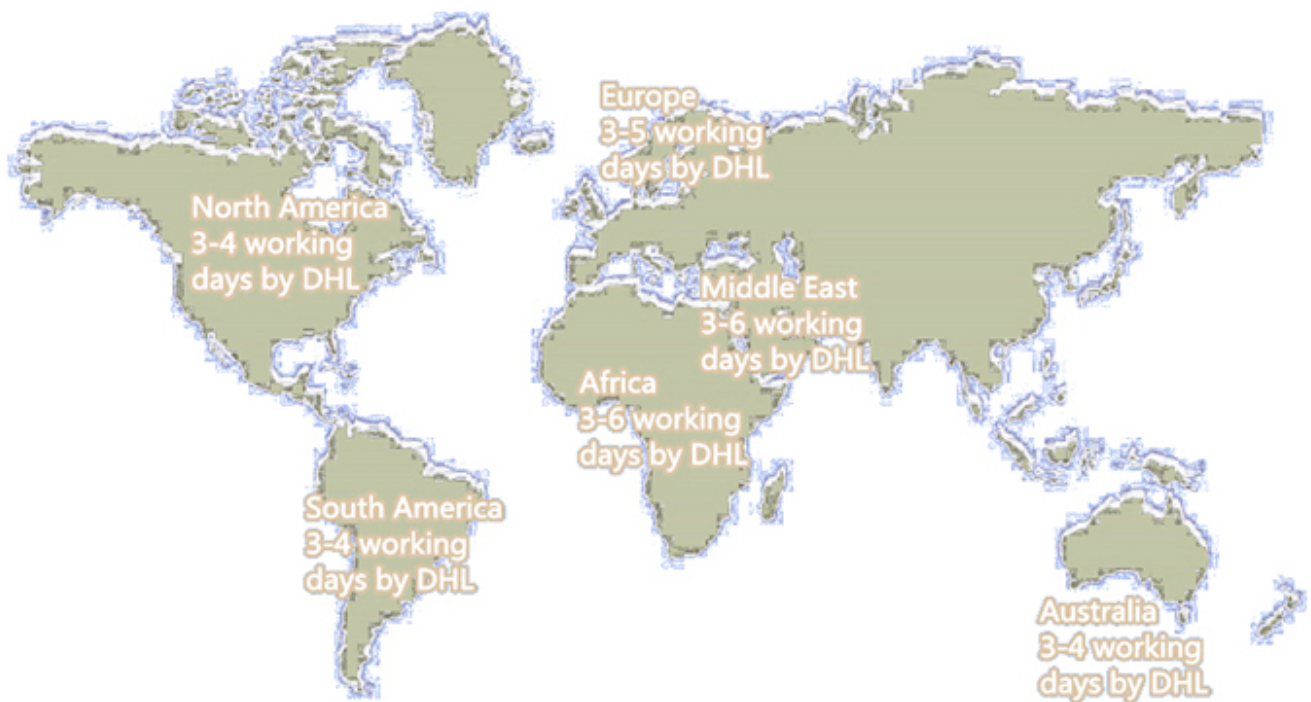 Europe
3-5 working
days by DHL
North America
3-4 working
days by DHL
Middle East
3-6 working
days by DHL
Africa
3-6 working
days by DHL
South America
3-4 working
days by DHL
Australia
3-4 working
days by DHL